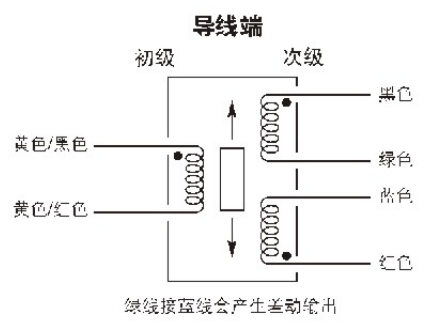 导线端
初级 次级
黑色
黄色/黑色
绿色
蓝色
黄色/红色
红色
绿线接蓝线会产生差动输出